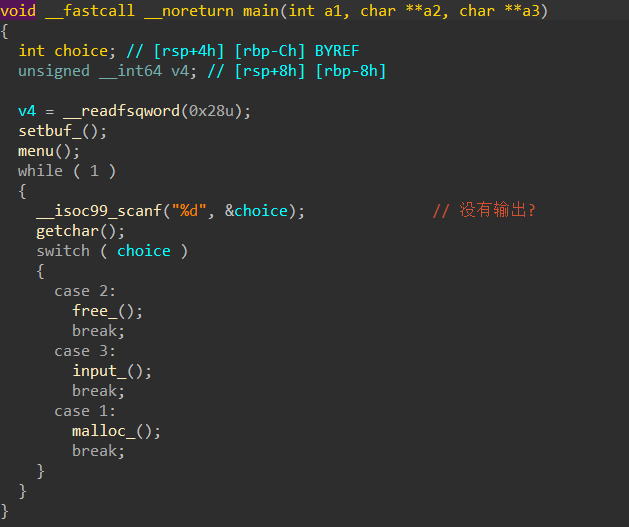 void __fastcall __noreturn main(int a1, char **a2, char **a3)
{
  int choice; // [rsp+4h] [rbp-Ch] BYREF
  unsigned __int64 v4; // [rsp+8h] [rbp-8h]

  v4 = __readfsqword(0x28u);
  setbuf_();
  menu();
  while ( 1 )
  {
    __isoc99_scanf("%d", &choice);             // 没有输出?
    getchar();
    switch ( choice )
    {
      case 2:
        free_();
        break;
      case 3:
        input_();
        break;
      case 1:
        malloc_();
        break;
    }
  }
}